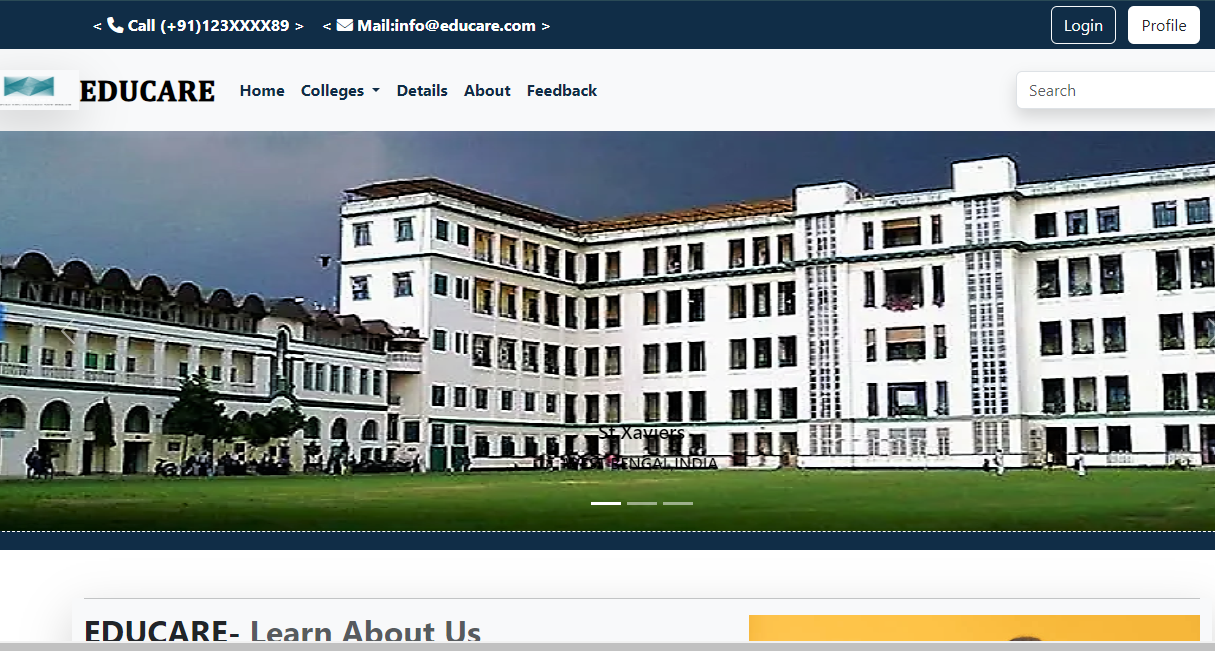 < Call (+91)123XXXX89 > < Mail:info@educare.com >
Login
Profile
EDUCARE
Home
Colleges
Details
About
Feedback
Search
St.Xaviers
BENGAL,INDIA
EDUCARE- Learn About Us